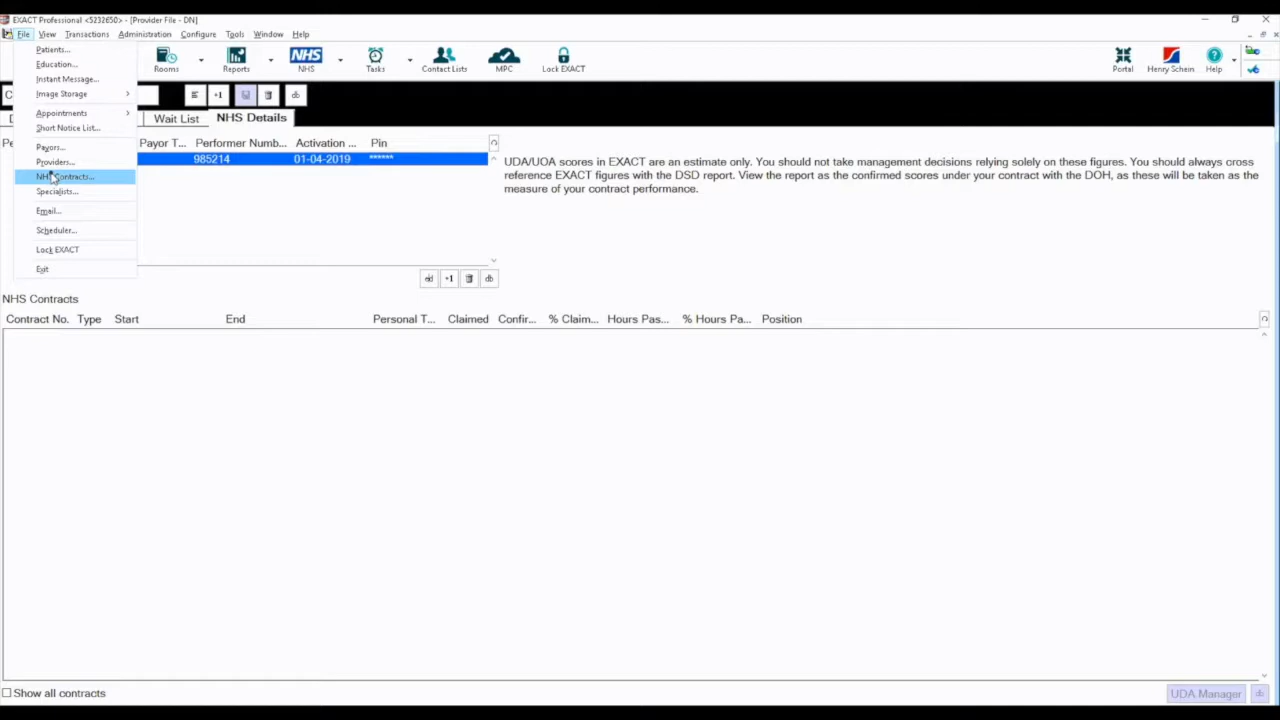 EXACT Professional <5232650> - [Provider File - DN]
File View Transactions Administration Configure Tools Window Help
Patients...
Education...
Instant Message...
Image Storage
Appointments
Short Notice List...
Payors...
Providers...
NHS Contracts...
Specialists...
Email...
Scheduler...
Lock EXACT
Exit
Rooms Reports NHS NHS Tasks Contact Lists MPC Lock EXACT Portal Henry Schein Help
C +1
D Wait List NHS Details
Pe Payor T... Performer Numb... Activation ... Pin
985214 01-04-2019 ******
UDA/UOA scores in EXACT are an estimate only. You should not take management decisions relying solely on these figures. You should always cross
reference EXACT figures with the DSD report. View the report as the confirmed scores under your contract with the DOH, as these will be taken as the
measure of your contract performance.
+1
NHS Contracts
Contract No. Type Start End Personal T... Claimed Confir... % Claim... Hours Pas... % Hours Pa... Position
Show all contracts
UDA Manager